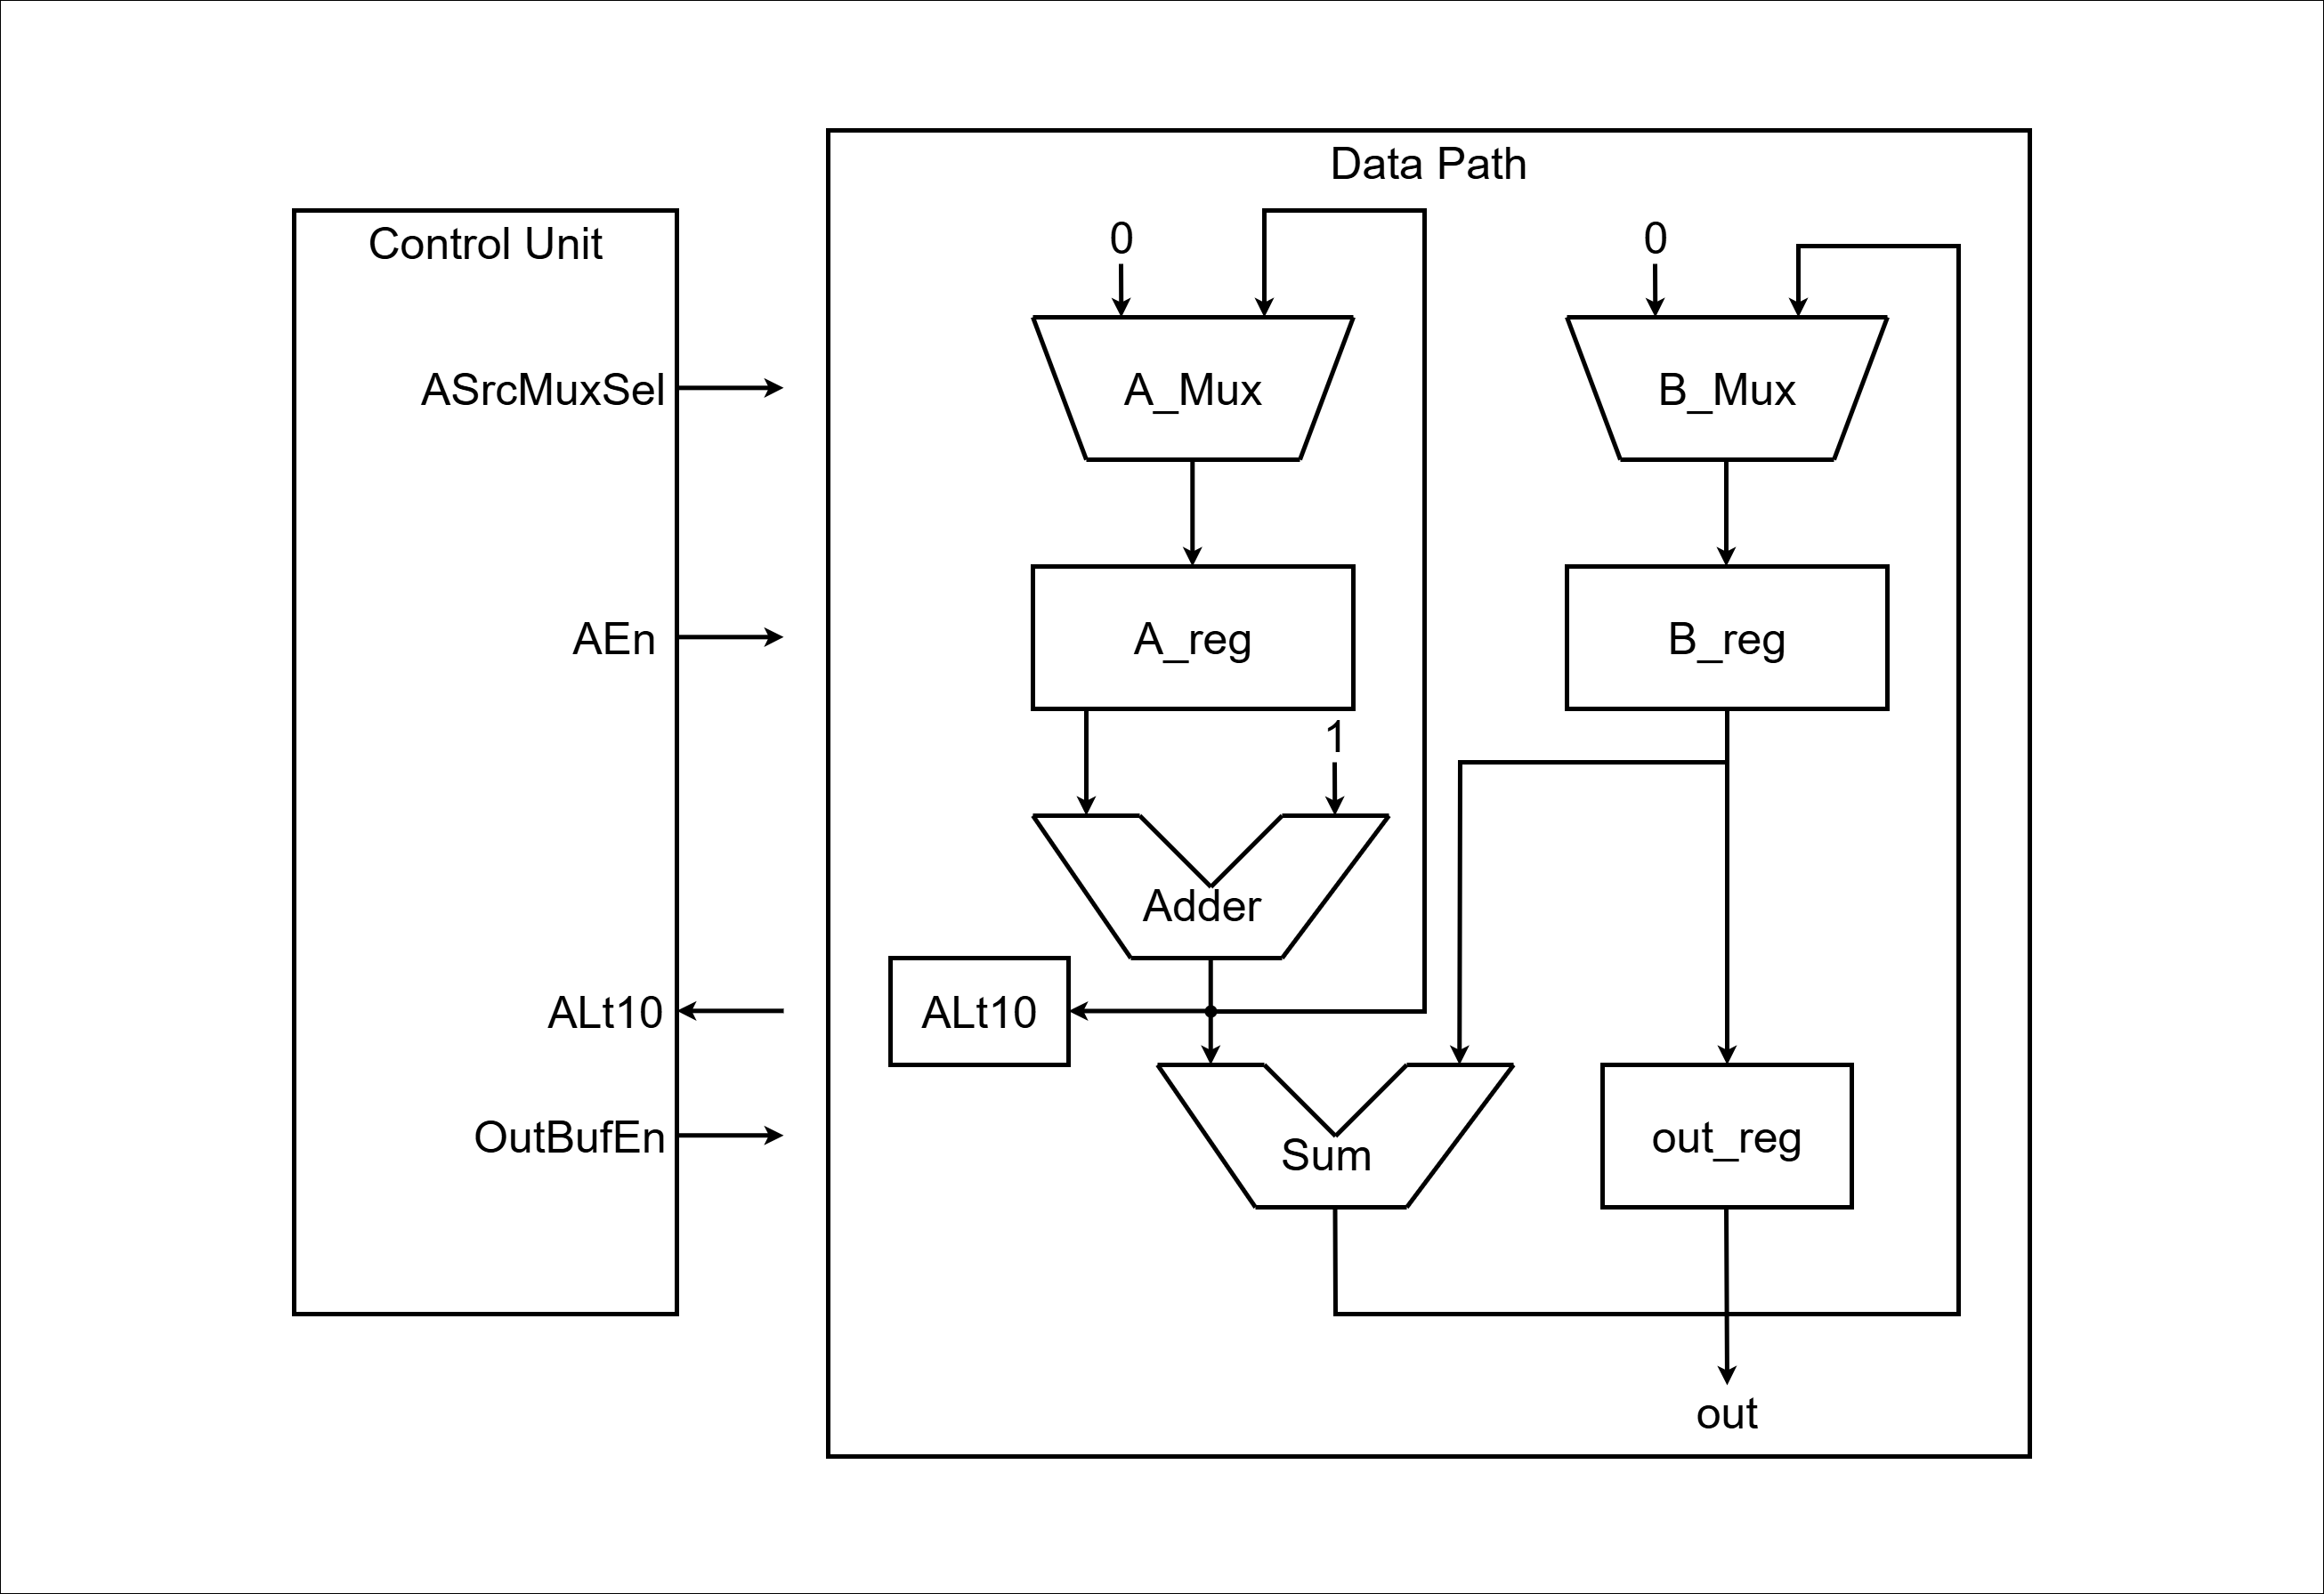 Data Path
Control Unit
0
0
ASrcMuxSel
A_Mux
B_Mux
AEn
A_reg
B_reg
1
Adder
ALt10
ALt10
OutBufEn
Sum
out_reg
out